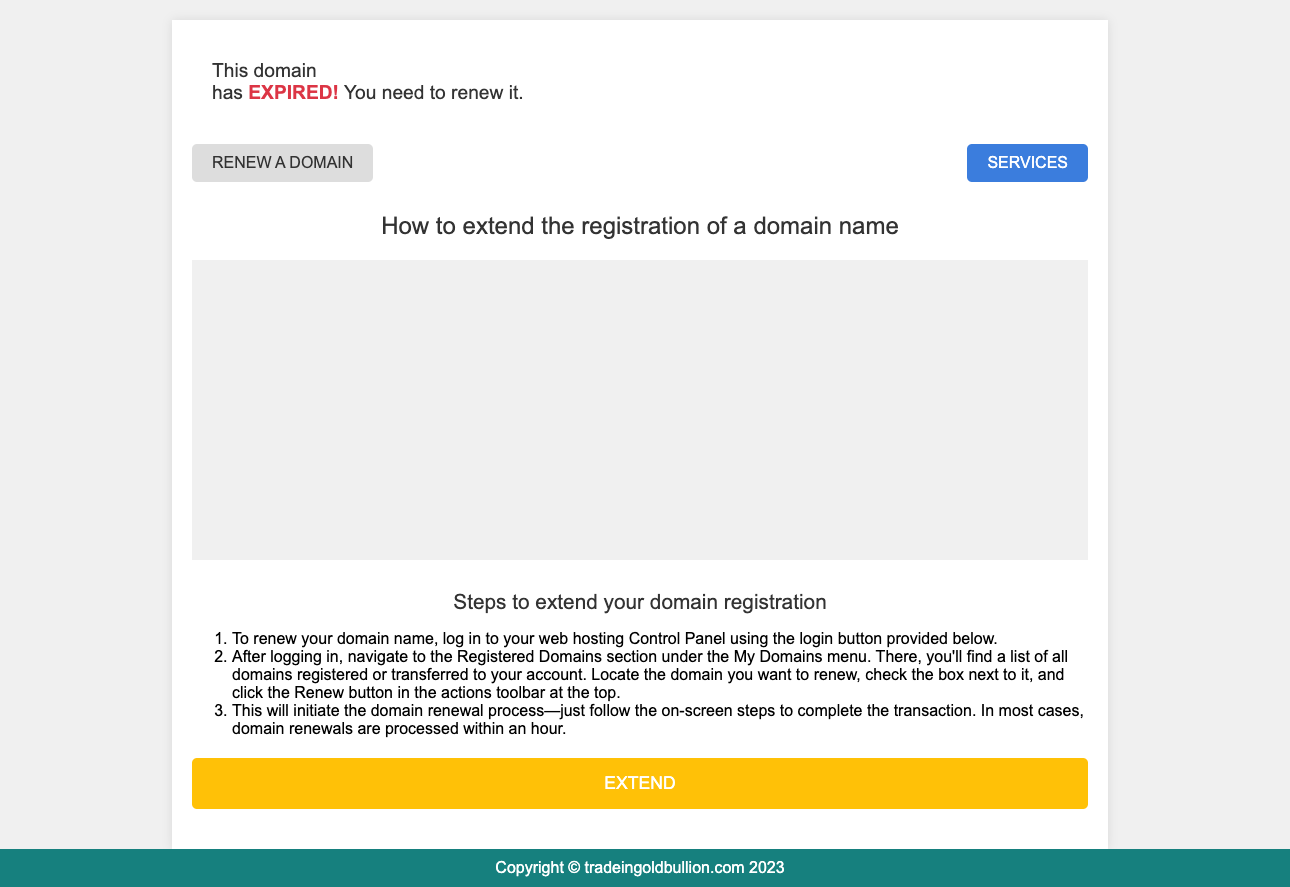 This domain
has EXPIRED! You need to renew it.
RENEW A DOMAIN
SERVICES
How to extend the registration of a domain name
Steps to extend your domain registration
1. To renew your domain name, log in to your web hosting Control Panel using the login button provided below.
2. After logging in, navigate to the Registered Domains section under the My Domains menu. There, you'll find a list of all
domains registered or transferred to your account. Locate the domain you want to renew, check the box next to it, and
click the Renew button in the actions toolbar at the top.
3. This will initiate the domain renewal process—just follow the on-screen steps to complete the transaction. In most cases,
domain renewals are processed within an hour.
EXTEND
Copyright © tradeingoldbullion.com 2023